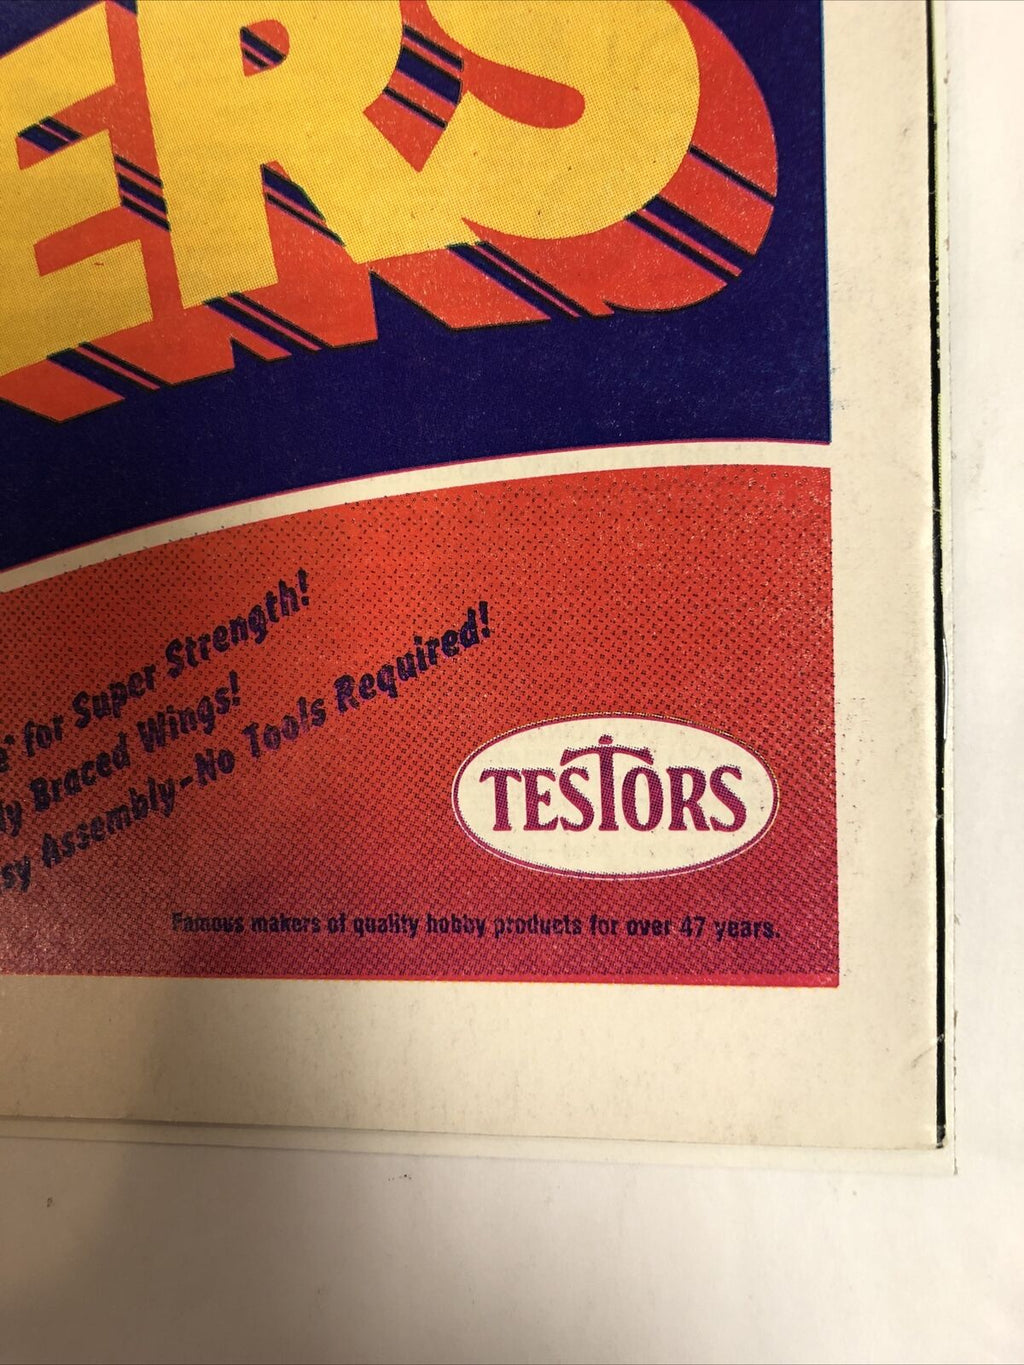 ERS
for Super Strength!
Braced Wings!
Assembly-No Tools Required!
TESTORS
Famous makers of quality hobby products for over 47 years.